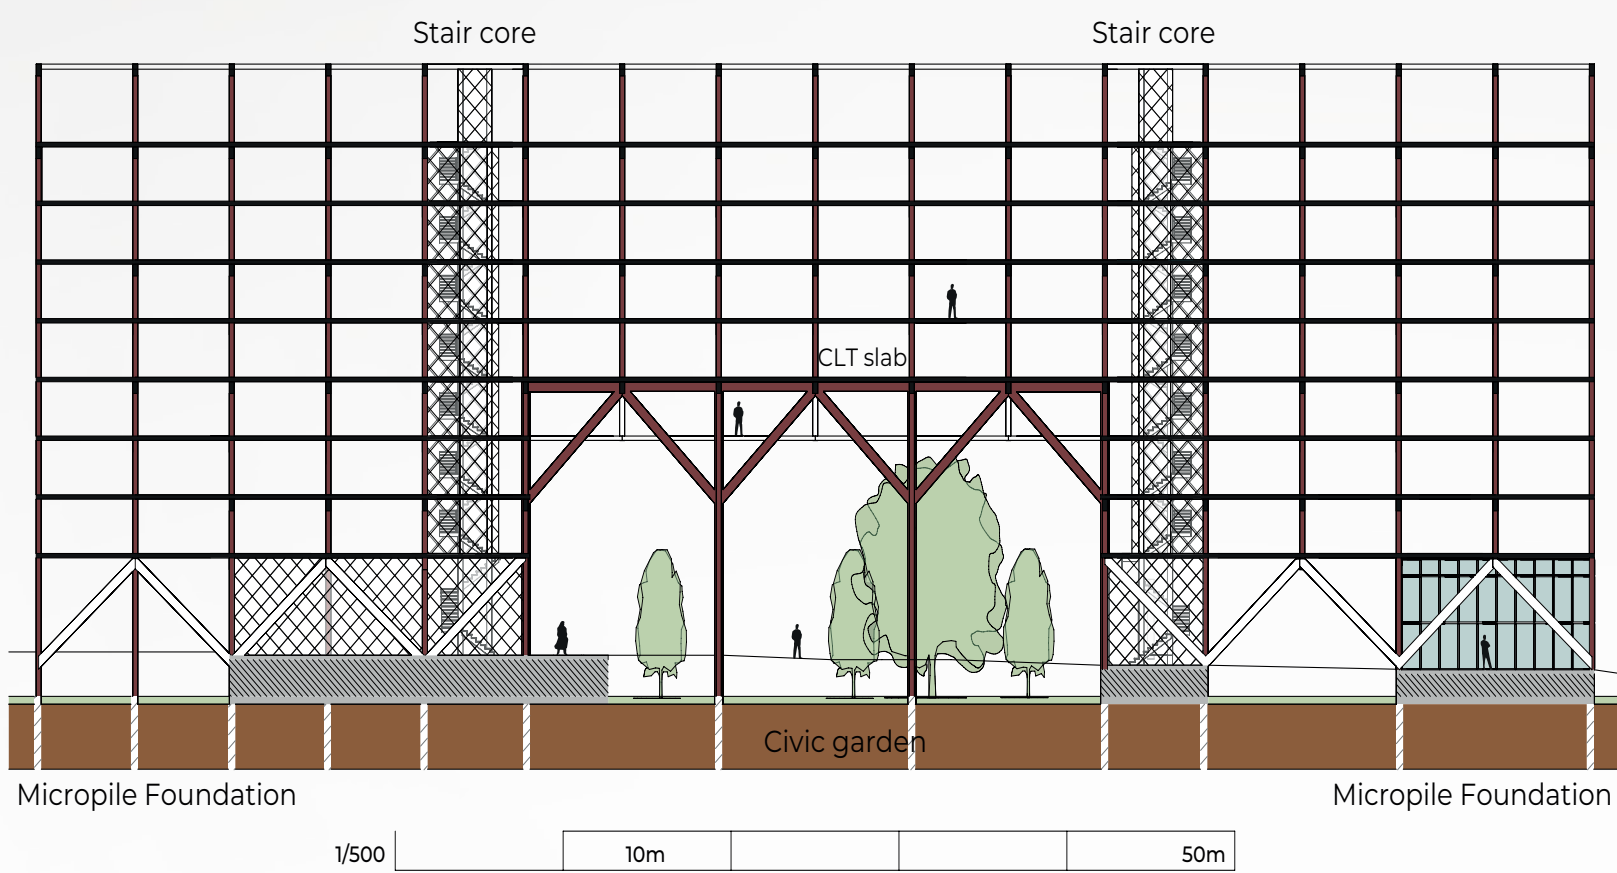 Stair core
Stair core
CLT slab
Civic garden
Micropile Foundation
Micropile Foundation
1/500
10m
50m